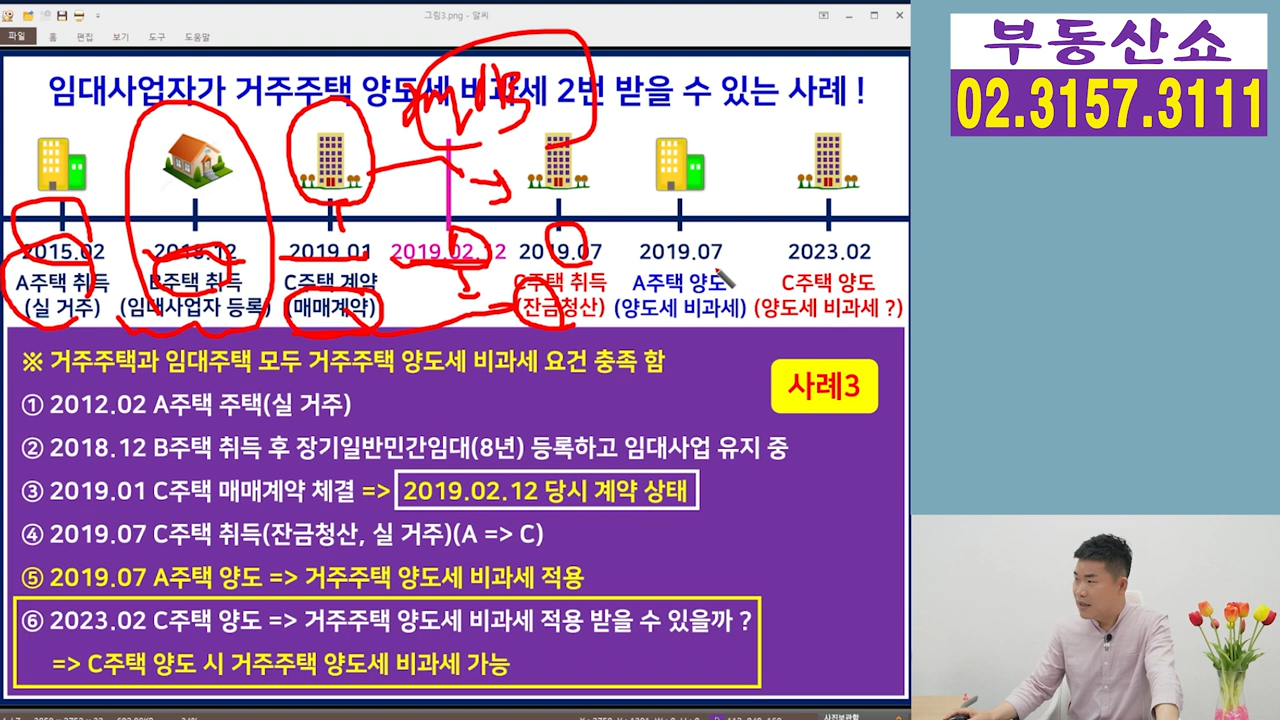 그림3.png - 알씨
파일 홈 편집 보기 도구 도움말
부동산쇼
02.3157.3111
임대사업자가 거주주택 양도세 비과세 2번 받을 수 있는 사례 !
2015.02 2018.12 2019.01 2019.02.12 2019.07 2019.07 2023.02
A주택 취득 B주택 취득 C주택 계약 C주택 취득 A주택 양도 C주택 양도
(실 거주) (임대사업자 등록) (매매계약) (잔금청산) (양도세 비과세) (양도세 비과세 ?)
※ 거주주택과 임대주택 모두 거주주택 양도세 비과세 요건 충족 함
사례3
① 2012.02 A주택 주택(실 거주)
② 2018.12 B주택 취득 후 장기일반민간임대(8년) 등록하고 임대사업 유지 중
③ 2019.01 C주택 매매계약 체결 => 2019.02.12 당시 계약 상태
④ 2019.07 C주택 취득(잔금청산, 실 거주)(A => C)
⑤ 2019.07 A주택 양도 => 거주주택 양도세 비과세 적용
⑥ 2023.02 C주택 양도 => 거주주택 양도세 비과세 적용 받을 수 있을까 ?
=> C주택 양도 시 거주주택 양도세 비과세 가능